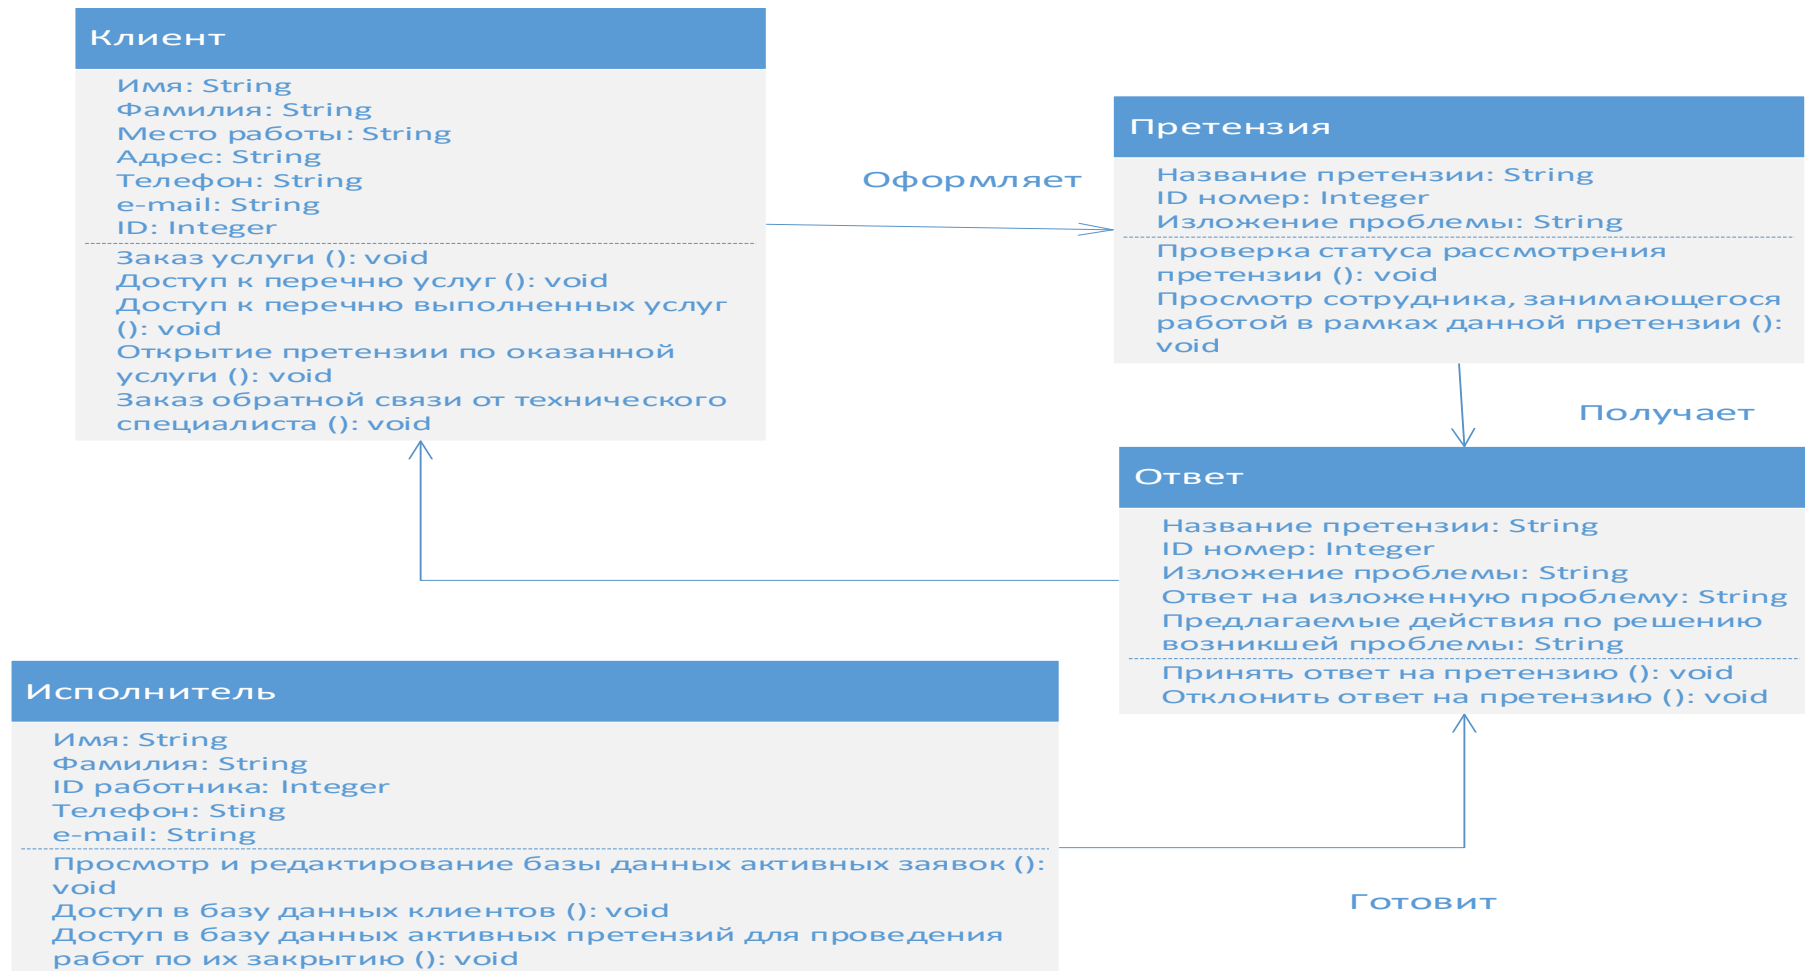 Клиент
Имя: String
Фамилия: String
Место работы: String
Адрес: String
Телефон: String
e-mail: String
ID: Integer
Заказ услуги (): void
Доступ к перечню услуг (): void
Доступ к перечню выполненных услуг
(): void
Открытие претензии по оказанной
услуги (): void
Заказ обратной связи от технического
специалиста (): void
Оформляет
Претензия
Название претензии: String
ID номер: Integer
Изложение проблемы: String
Проверка статуса рассмотрения
претензии (): void
Просмотр сотрудника, занимающегося
работой в рамках данной претензии ():
void
Получает
Ответ
Название претензии: String
ID номер: Integer
Изложение проблемы: String
Ответ на изложенную проблему: String
Предлагаемые действия по решению
возникшей проблемы: String
Принять ответ на претензию (): void
Отклонить ответ на претензию (): void
Исполнитель
Имя: String
Фамилия: String
ID работника: Integer
Телефон: Sting
e-mail: String
Просмотр и редактирование базы данных активных заявок ():
void
Доступ в базу данных клиентов (): void
Доступ в базу данных активных претензий для проведения
работ по их закрытию (): void
Готовит